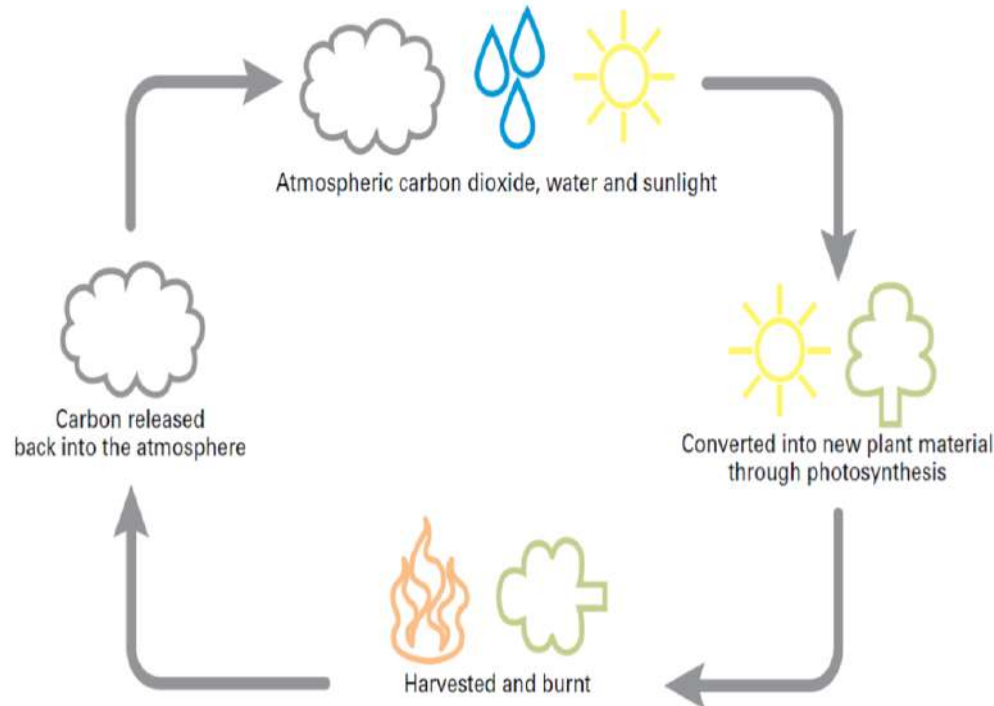 Atmospheric carbon dioxide, water and sunlight
Converted into new plant material
through photosynthesis
Harvested and burnt
Carbon released
back into the atmosphere